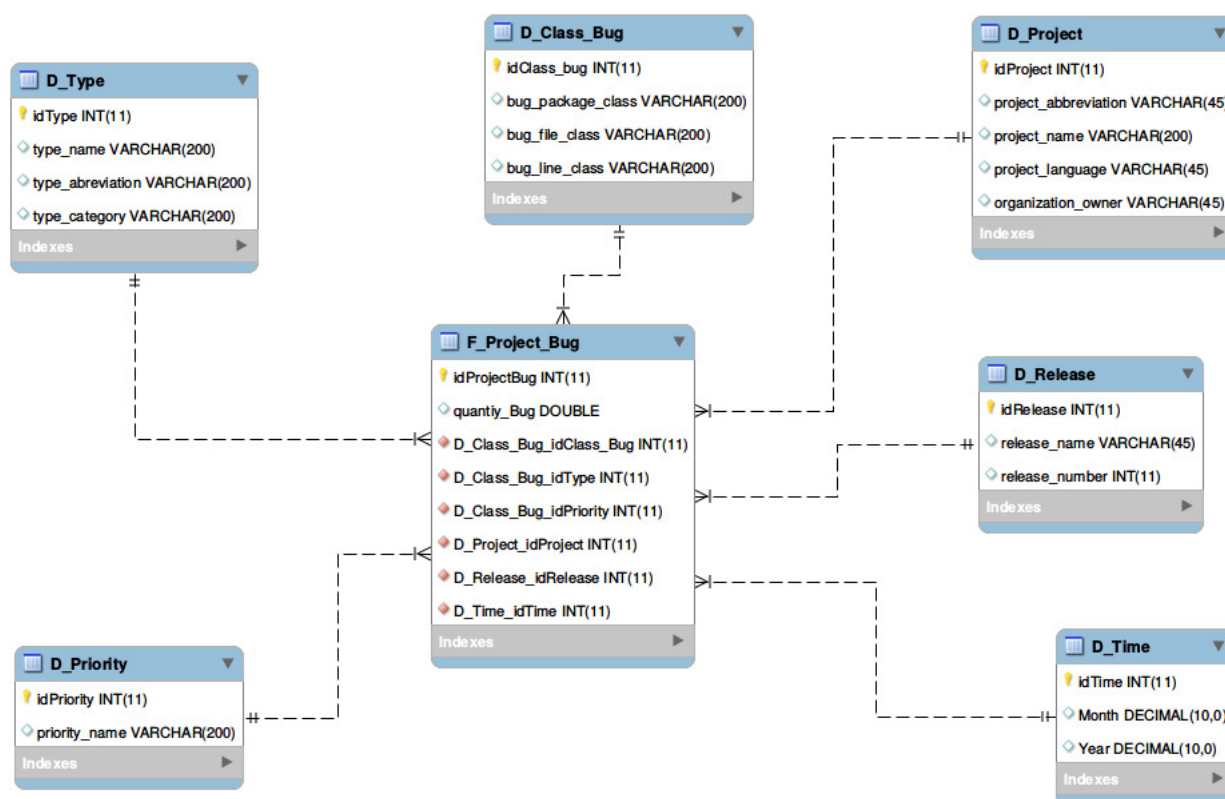 D_Class_Bug
idClass_bug INT(11)
bug_package_class VARCHAR(200)
bug_file_class VARCHAR(200)
bug_line_class VARCHAR(200)
Indexes
D_Project
idProject INT(11)
project_abbreviation VARCHAR(45)
project_name VARCHAR(200)
project_language VARCHAR(45)
organization_owner VARCHAR(45)
Indexes
D_Type
idType INT(11)
type_name VARCHAR(200)
type_abreviation VARCHAR(200)
type_category VARCHAR(200)
Indexes
F_Project_Bug
idProjectBug INT(11)
quantiy_Bug DOUBLE
D_Class_Bug_idClass_Bug INT(11)
D_Class_Bug_idType INT(11)
D_Class_Bug_idPriority INT(11)
D_Project_idProject INT(11)
D_Release_idRelease INT(11)
D_Time_idTime INT(11)
Indexes
D_Release
idRelease INT(11)
release_name VARCHAR(45)
release_number INT(11)
Indexes
D_Priority
idPriority INT(11)
priority_name VARCHAR(200)
Indexes
D_Time
idTime INT(11)
Month DECIMAL(10,0)
Year DECIMAL(10,0)
Indexes